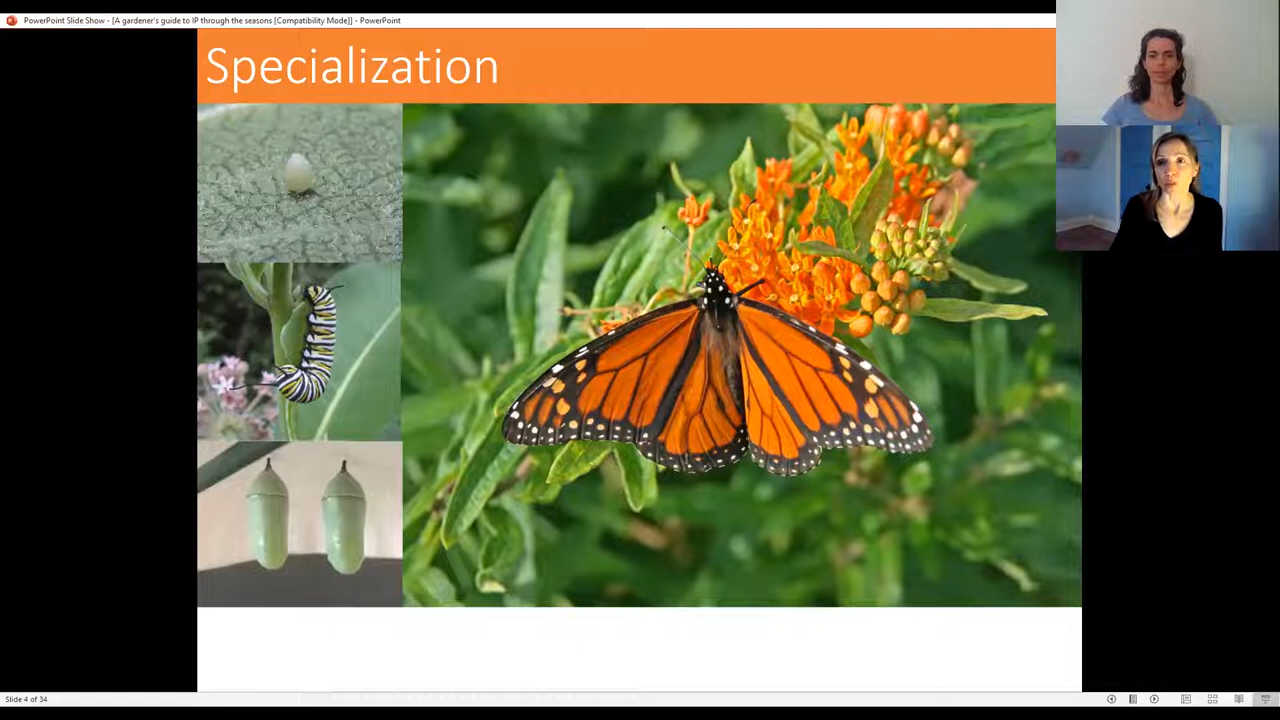 PowerPoint Slide Show - [A gardener's guide to IP through the seasons [Compatibility Mode]] - PowerPoint
Specialization
Slide 4 of 34